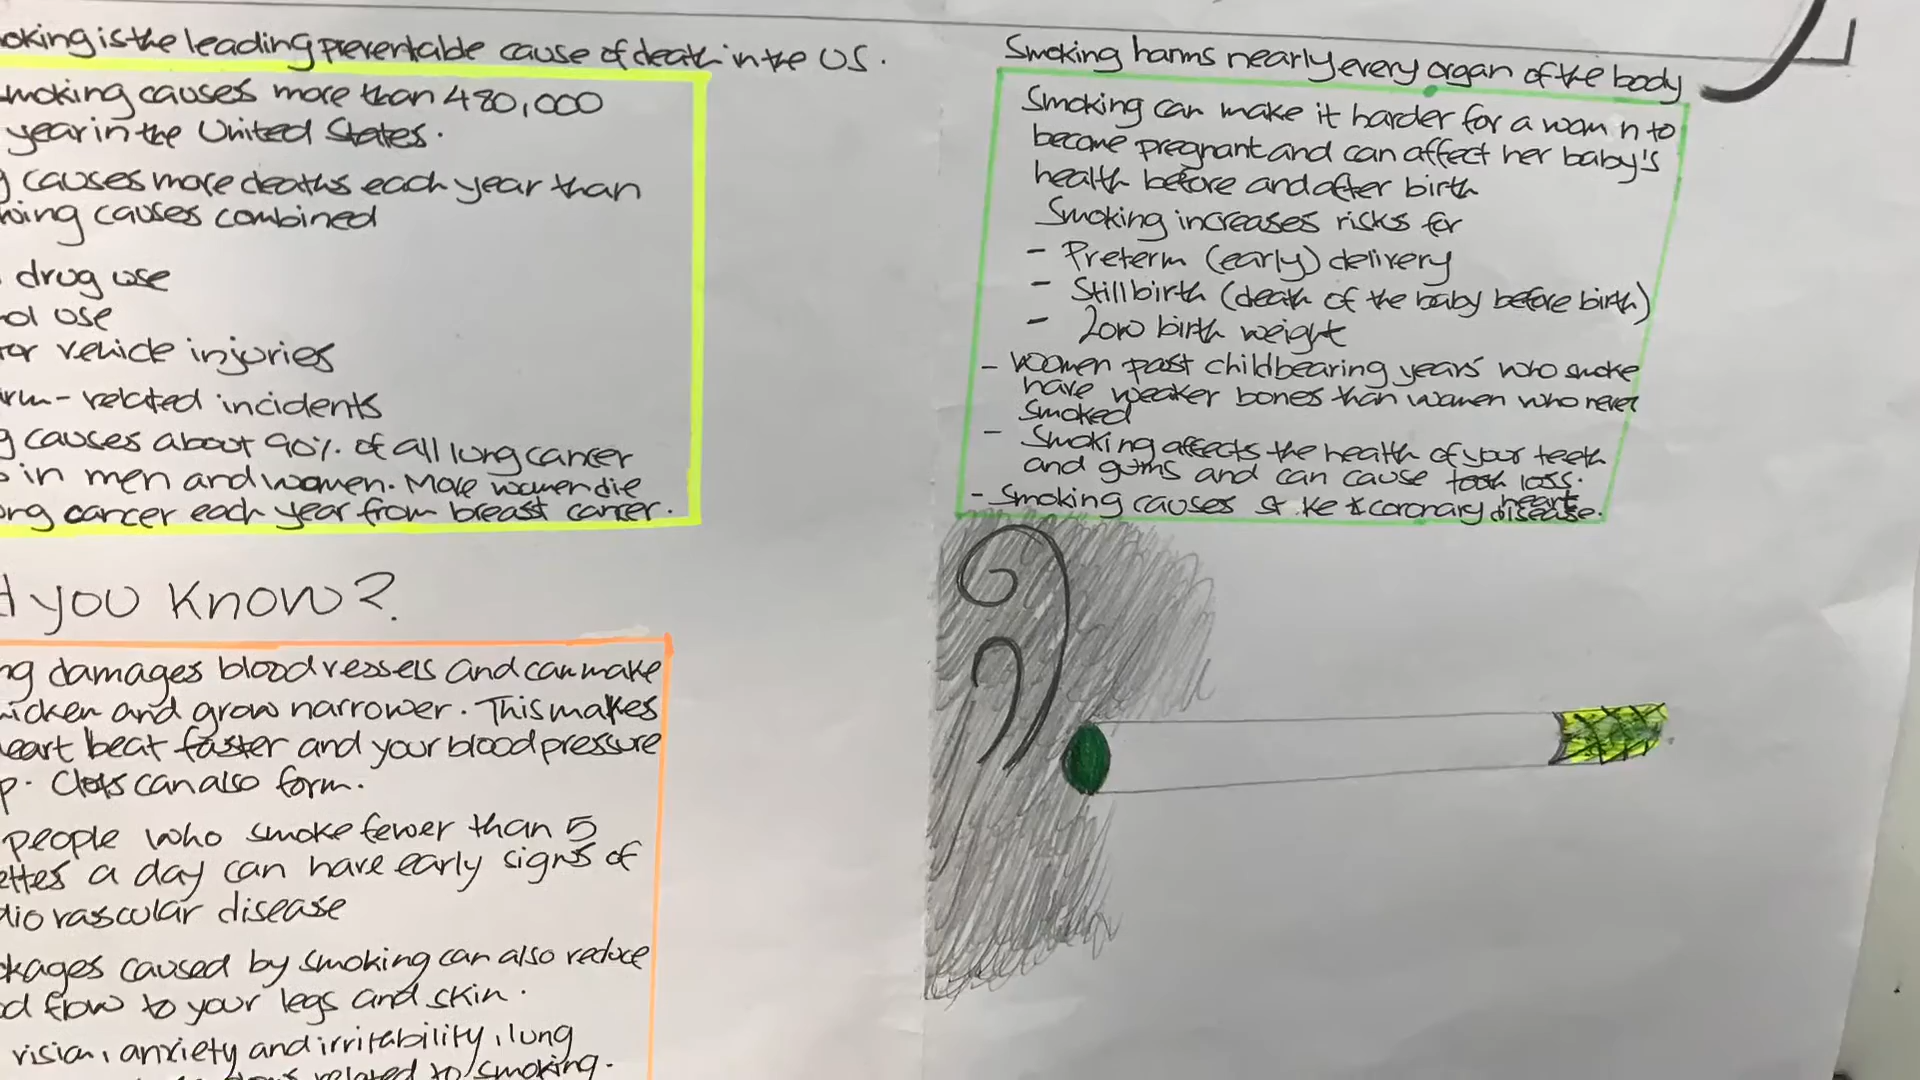 oking is the leading preventable cause of death in the US.
moking causes more than 480,000
year in the United States.
g causes more deaths each year than
wing causes combined
drug use
ol use
or vehicle injuries
arm-related incidents
g causes about 90% of all lung cancer
s in men and women. More women die
ung cancer each year from breast cancer.
d you know?
ng damages blood vessels and can make
hicken and grow narrower. This makes
heart beat faster and your blood pressure
p. Clots can also form.
people who smoke fewer than 5
ettes a day can have early signs of
dio vascular disease
ckages caused by smoking can also reduce
od flow to your legs and skin.
vision, anxiety and irritability, lung
related to smoking.
Smoking harms nearly every organ of the body
Smoking can make it harder for a wom n to
become pregnant and can affect her baby's
health before and after birth
Smoking increases risks for
- Preterm (early) delivery
- Stillbirth (death of the baby before birth)
- Low birth weight
- Women past childbearing years who smoke
have weaker bones than women who never
smoked
- Smoking affects the health of your teeth
and gums and can cause tooth loss.
- Smoking causes st ke & coronary heart
disease.